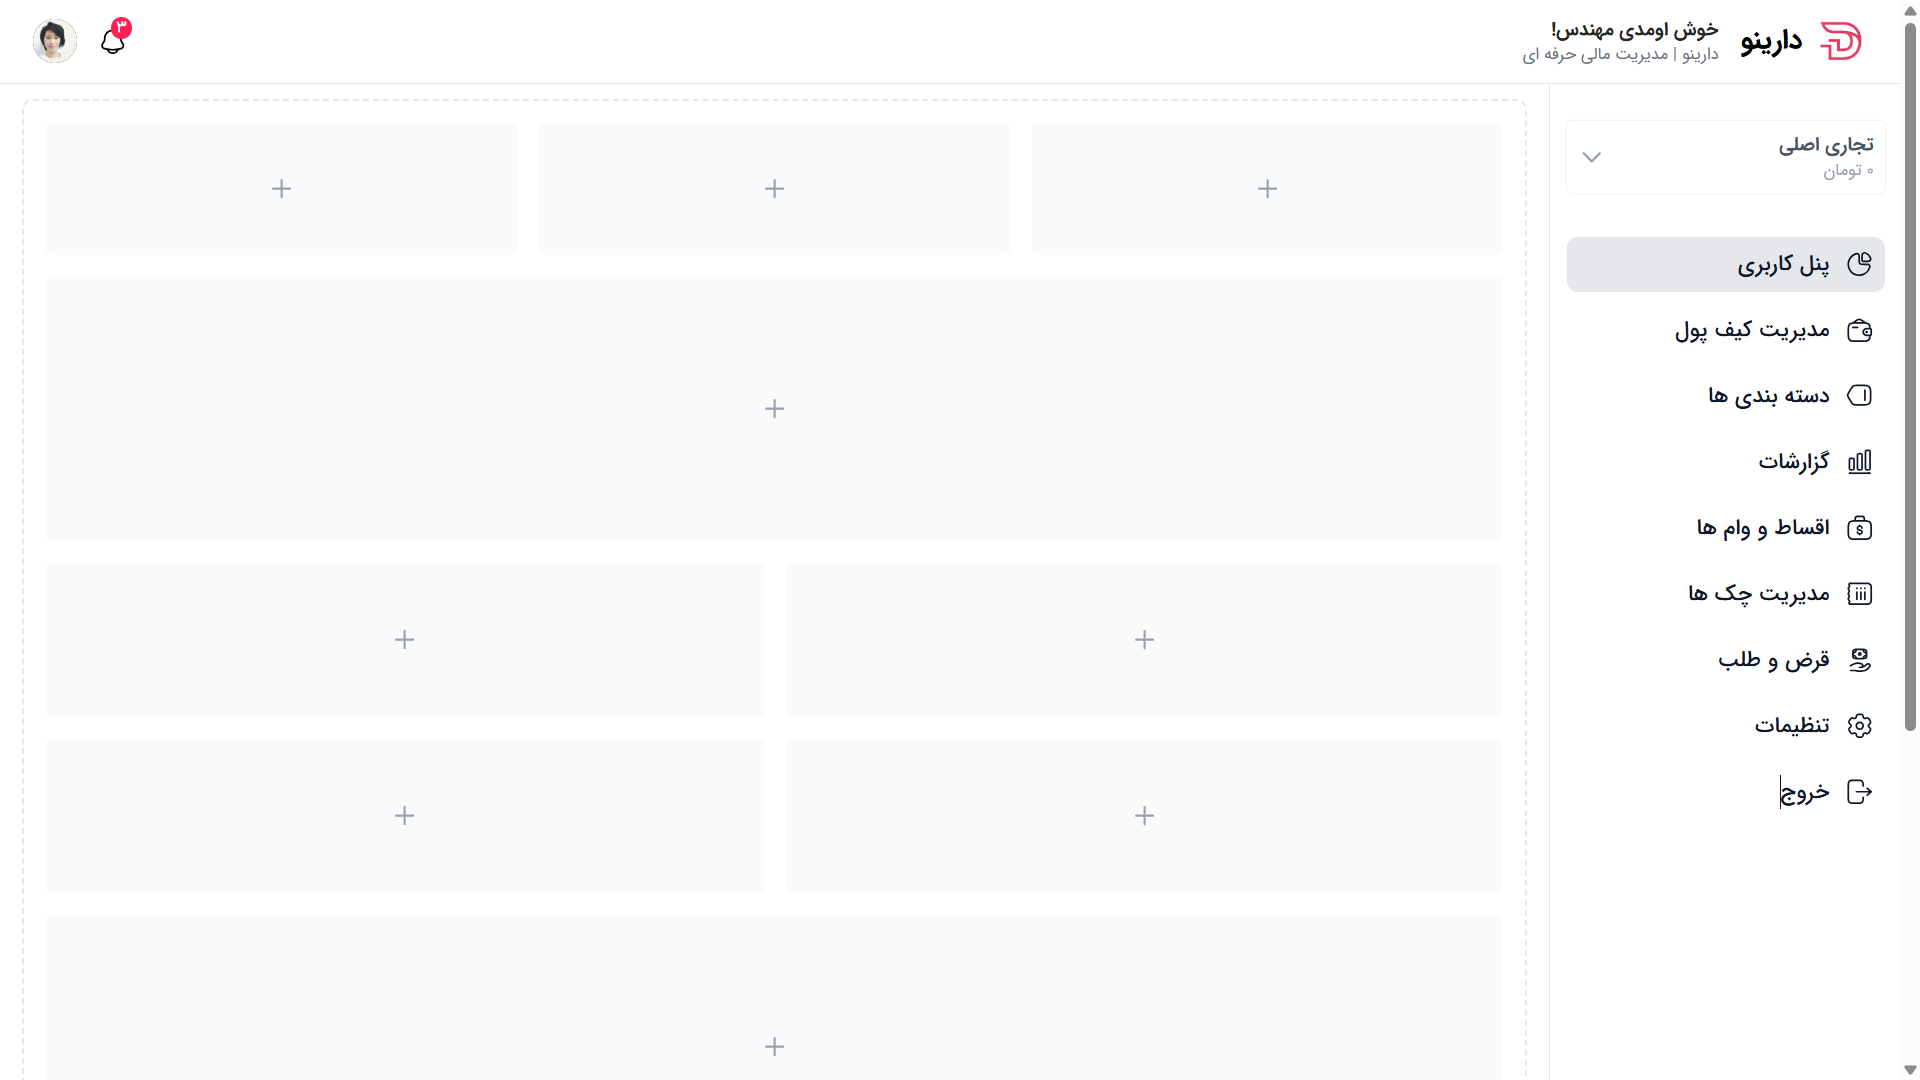 دارینو
خوش اومدی مهندس!
دارینو | مدیریت مالی حرفه ای
۳
تجاری اصلی
۰ تومان
پنل کاربری
مدیریت کیف پول
دسته بندی ها
گزارشات
اقساط و وام ها
مدیریت چک ها
قرض و طلب
تنظیمات
خروج